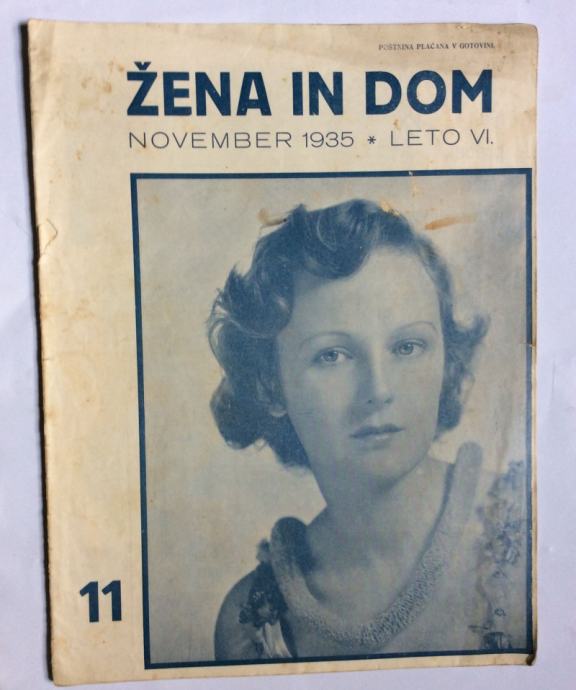 POŠTNINA PLAČANA V GOTOVINI.
ŽENA IN DOM
NOVEMBER 1935 * LETO VI.
11